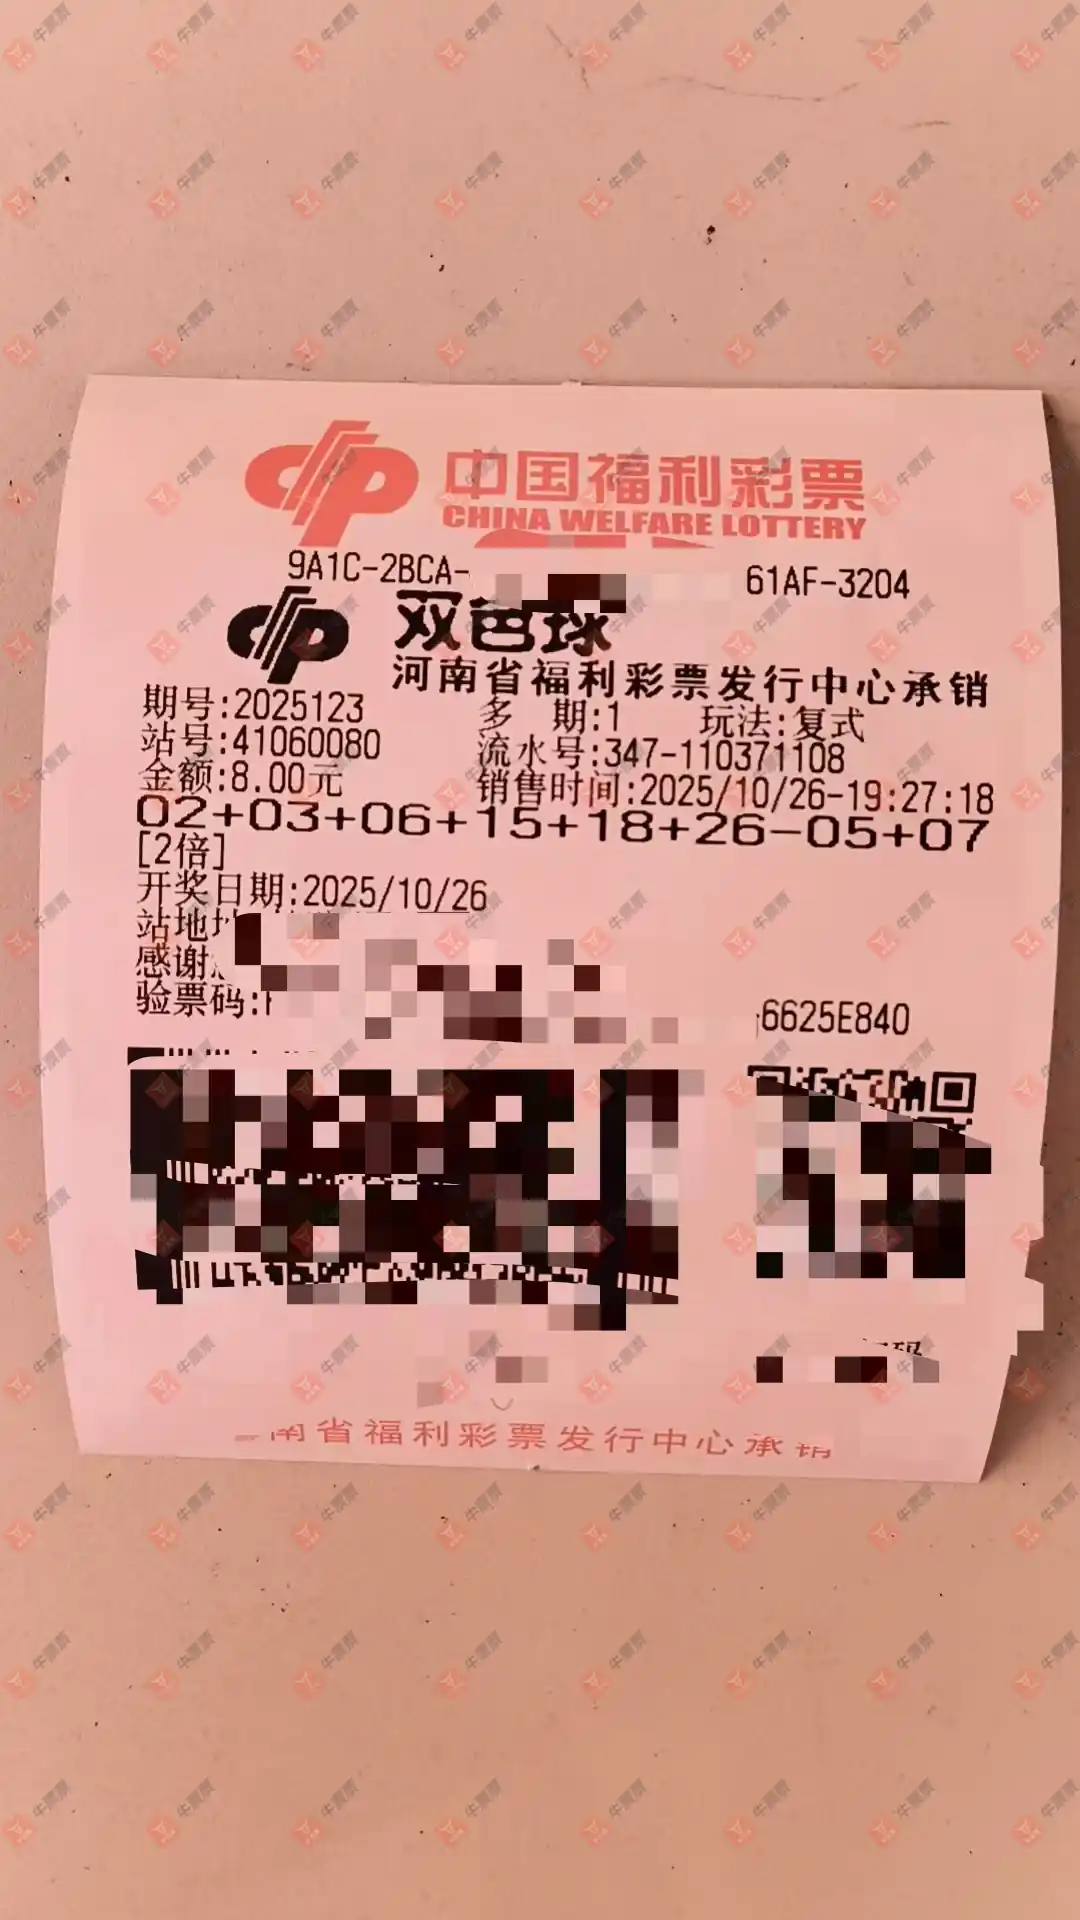 中国福利彩票
CHINA WELFARE LOTTERY
9A1C-2BCA- 61AF-3204
双色球
河南省福利彩票发行中心承销
期号:2025123 多 期:1 玩法:复式
站号:41060080 流水号:347-110371108
金额:8.00元 销售时间:2025/10/26-19:27:18
02+03+06+15+18+26-05+07
[2倍]
开奖日期:2025/10/26
站地
感谢
验票码: 6625E840
码
南省福利彩票发行中心承销
牛票票